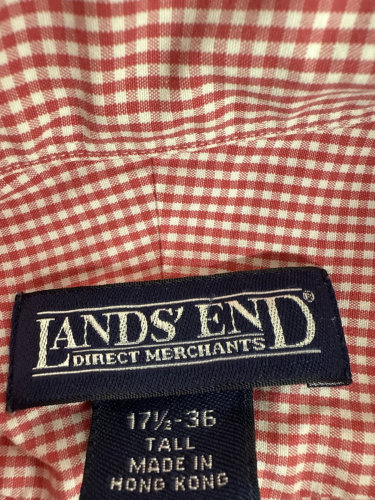 LANDS' END®
DIRECT MERCHANTS
17½-36
TALL
MADE IN
HONG KONG